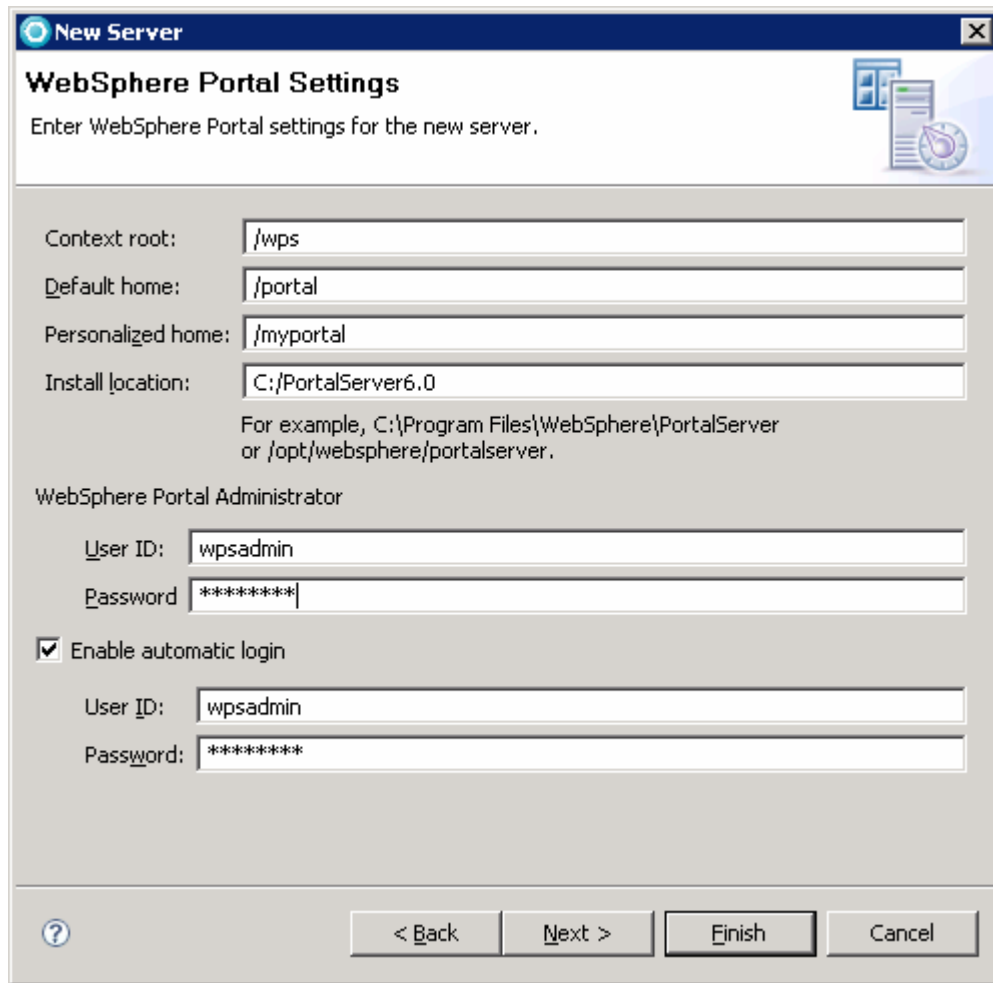 New Server
WebSphere Portal Settings
Enter WebSphere Portal settings for the new server.
Context root: /wps
Default home: /portal
Personalized home: /myportal
Install location: C:/PortalServer6.0
For example, C:\Program Files\WebSphere\PortalServer
or /opt/websphere/portalserver.
WebSphere Portal Administrator
User ID: wpsadmin
Password ********
Enable automatic login
User ID: wpsadmin
Password: ********
< Back Next > Finish Cancel